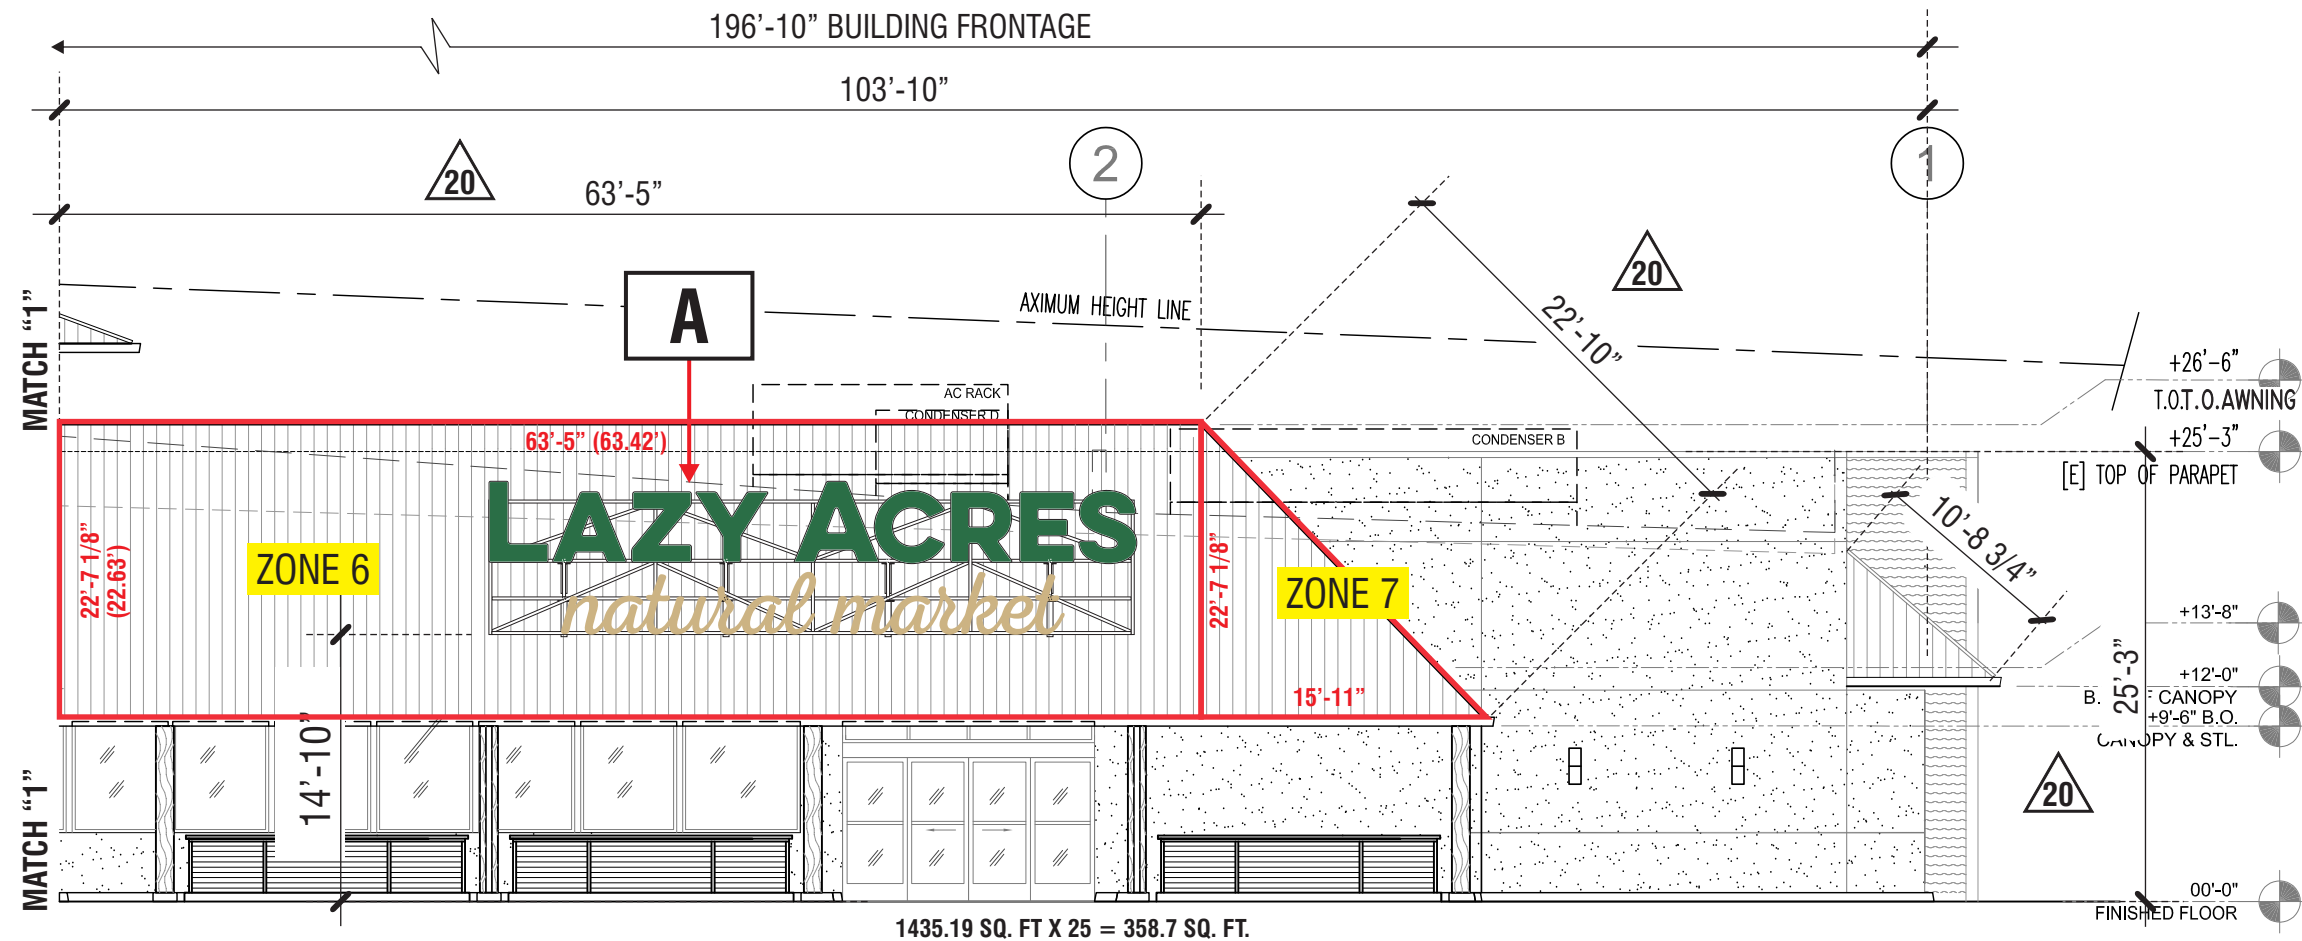 196'-10” BUILDING FRONTAGE
103'-10”
20
2
1
63'-5”
20
22'-10”
MATCH “1”
A
AXIMUM HEIGHT LINE
+26'-6"
T.O.T.O.AWNING
AC RACK
CONDENSER D
63'-5” (63.42')
CONDENSER B
+25'-3"
[E] TOP OF PARAPET
LAZY ACRES
natural market
10'-8 3/4”
22'-7 1/8”
(22.63')
ZONE 6
22'-7 1/8”
ZONE 7
+13'-8"
15'-11”
25'-3”
+12'-0"
CANOPY
+9'-6" B.O.
CANOPY & STL.
14'-10”
MATCH “1”
20
00'-0"
FINISHED FLOOR
1435.19 SQ. FT X 25 = 358.7 SQ. FT.